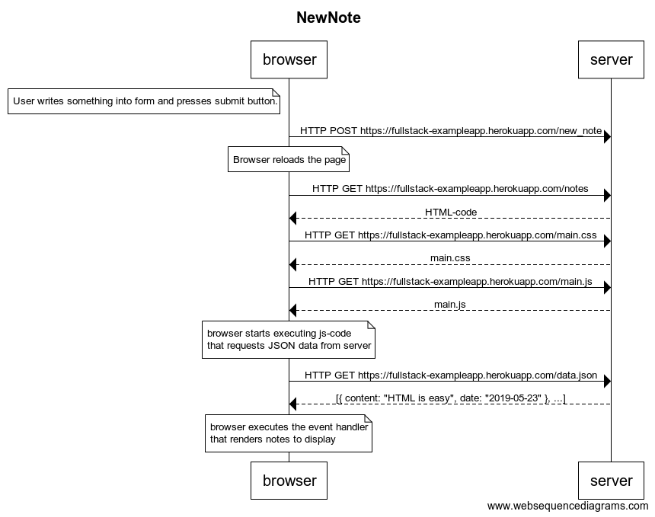 NewNote
browser
server
User writes something into form and presses submit button.
HTTP POST https://fullstack-exampleapp.herokuapp.com/new_note
Browser reloads the page
HTTP GET https://fullstack-exampleapp.herokuapp.com/notes
HTML-code
HTTP GET https://fullstack-exampleapp.herokuapp.com/main.css
main.css
HTTP GET https://fullstack-exampleapp.herokuapp.com/main.js
main.js
browser starts executing js-code
that requests JSON data from server
HTTP GET https://fullstack-exampleapp.herokuapp.com/data.json
[{ content: "HTML is easy", date: "2019-05-23" }, ...]
browser executes the event handler
that renders notes to display
browser
server
www.websequencediagrams.com